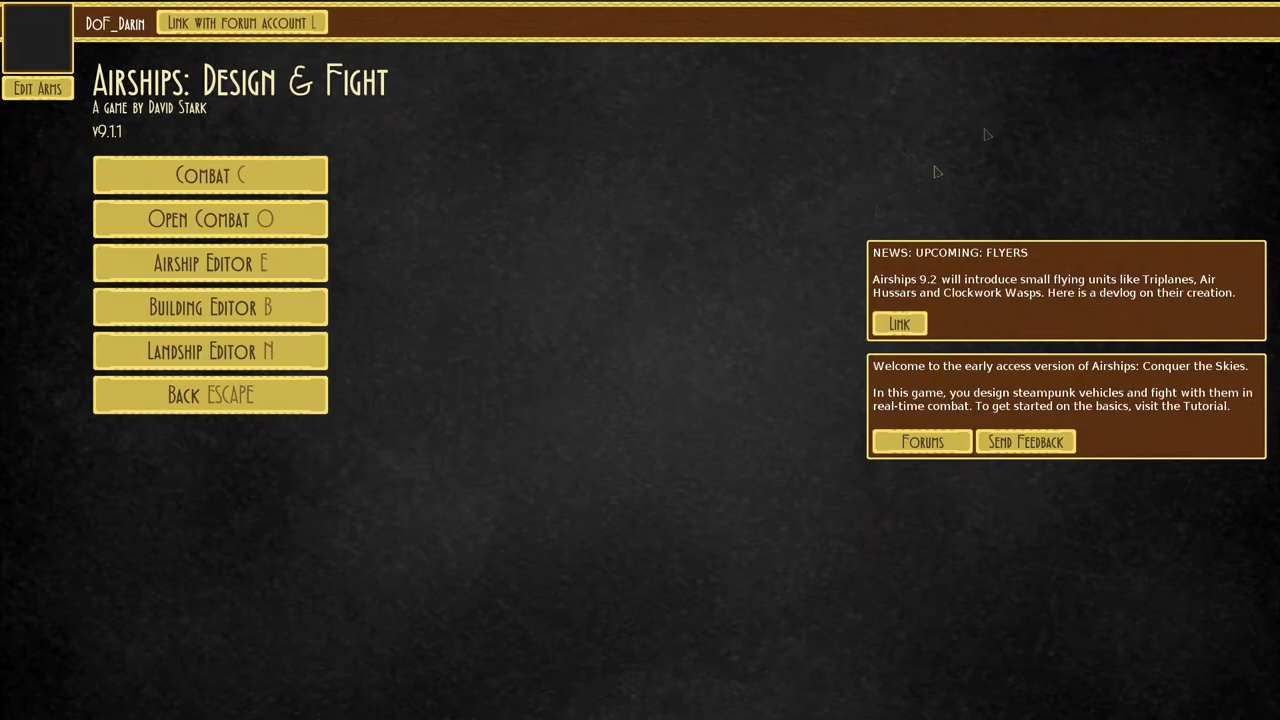 DoF_Darin
Link with forum account L
Edit Arms
Airships: Design & Fight
A game by David Stark
v9.1.1
Combat C
Open Combat O
Airship Editor E
Building Editor B
Landship Editor N
Back ESCAPE
NEWS: UPCOMING: FLYERS
Airships 9.2 will introduce small flying units like Triplanes, Air
Hussars and Clockwork Wasps. Here is a devlog on their creation.
Link
Welcome to the early access version of Airships: Conquer the Skies.
In this game, you design steampunk vehicles and fight with them in
real-time combat. To get started on the basics, visit the Tutorial.
Forums
Send Feedback